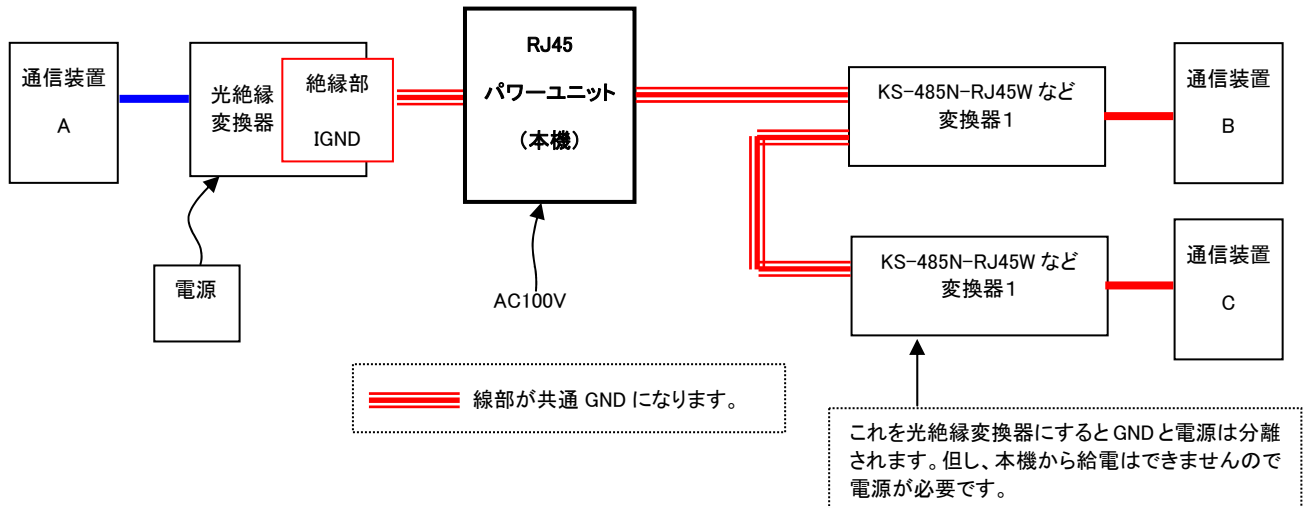 通信装置
A
光絶縁
変換器
絶縁部
IGND
電源
RJ45
パワーユニット
（本機）
AC100V
KS-485N-RJ45W など
変換器１
通信装置
B
KS-485N-RJ45W など
変換器１
通信装置
C
線部が共通 GND になります。
これを光絶縁変換器にすると GND と電源は分離
されます。但し、本機から給電はできませんので
電源が必要です。